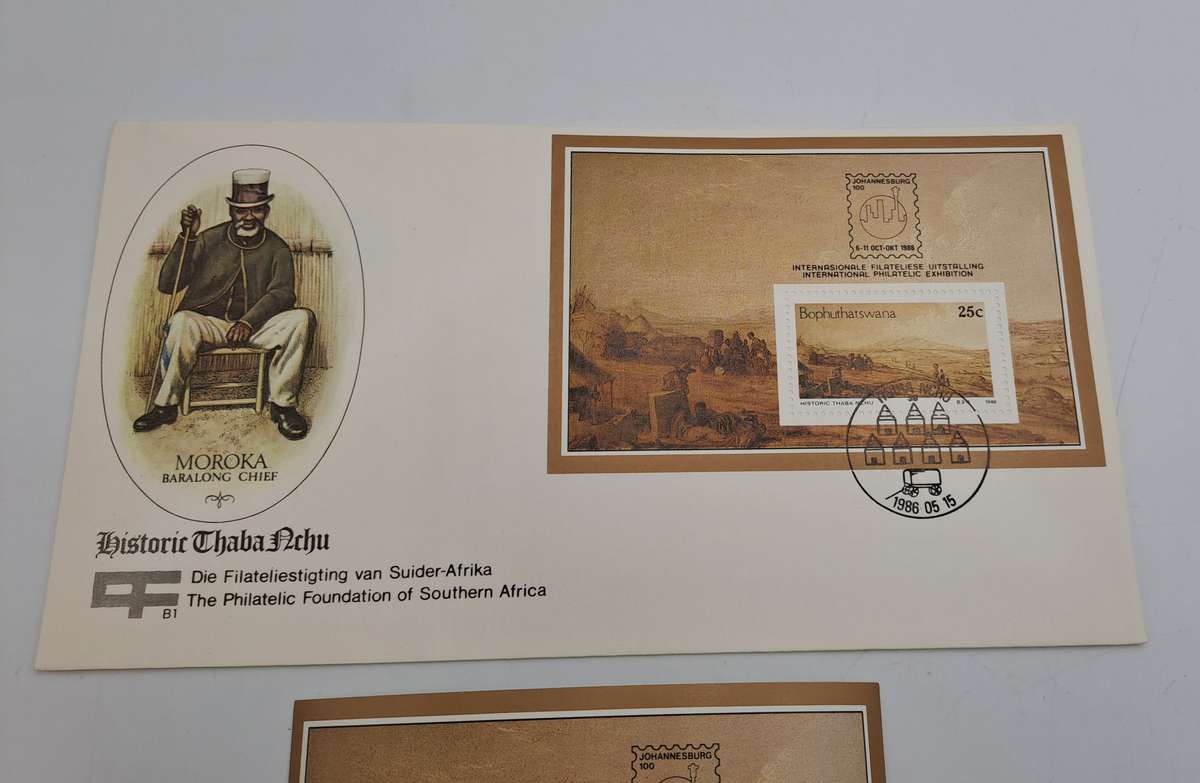 MOROKA
BARALONG CHIEF
Historic Thaba Nchu
Die Filateliestigting van Suider-Afrika
The Philatelic Foundation of Southern Africa
B1
JOHANNESBURG
100
6-11 OCT-OKT 1986
INTERNASIONALE FILATELIESE UITSTALLING
INTERNATIONAL PHILATELIC EXHIBITION
Bophuthatswana 25c
HISTORIC THABA NCHU 1986
1986 05 15
JOHANNESBURG
100